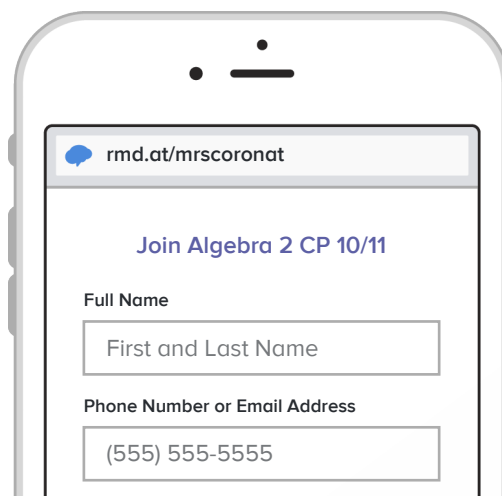 rmd.at/mrscoronat
Join Algebra 2 CP 10/11
Full Name
First and Last Name
Phone Number or Email Address
(555) 555-5555